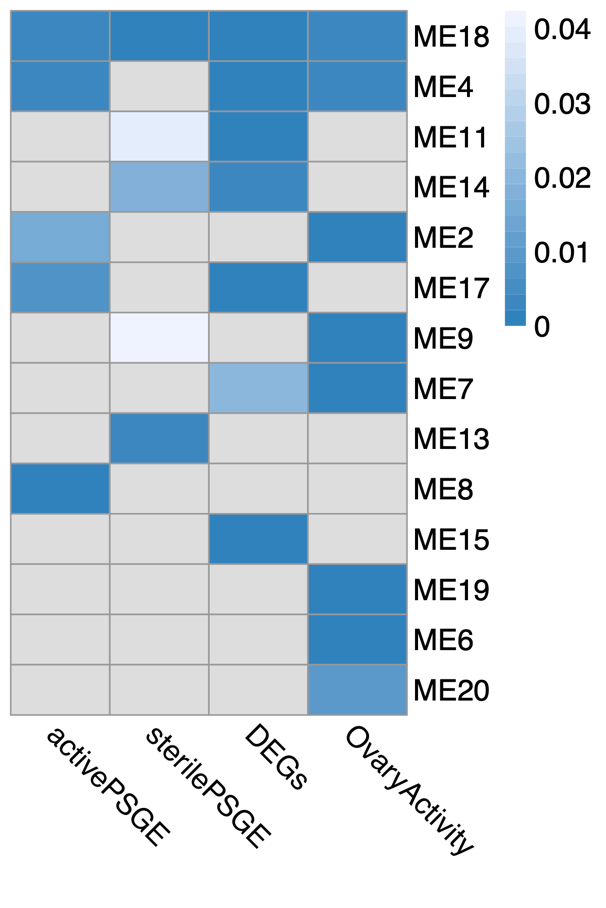 ME18
ME4
ME11
ME14
ME2
ME17
ME9
ME7
ME13
ME8
ME15
ME19
ME6
ME20
0.04
0.03
0.02
0.01
0
activePSGE
sterilePSGE
DEGs
OvaryActivity